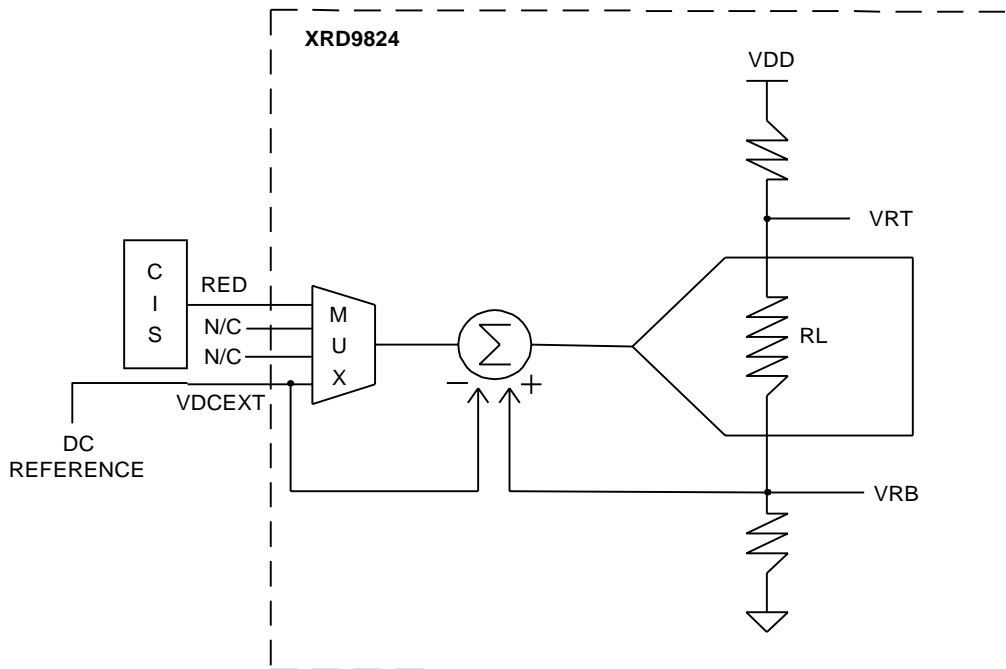 XRD9824
VDD
VRT
C
I
S
RED
N/C
N/C
VDCEXT
M
U
X
Σ
−
+
RL
DC
REFERENCE
VRB